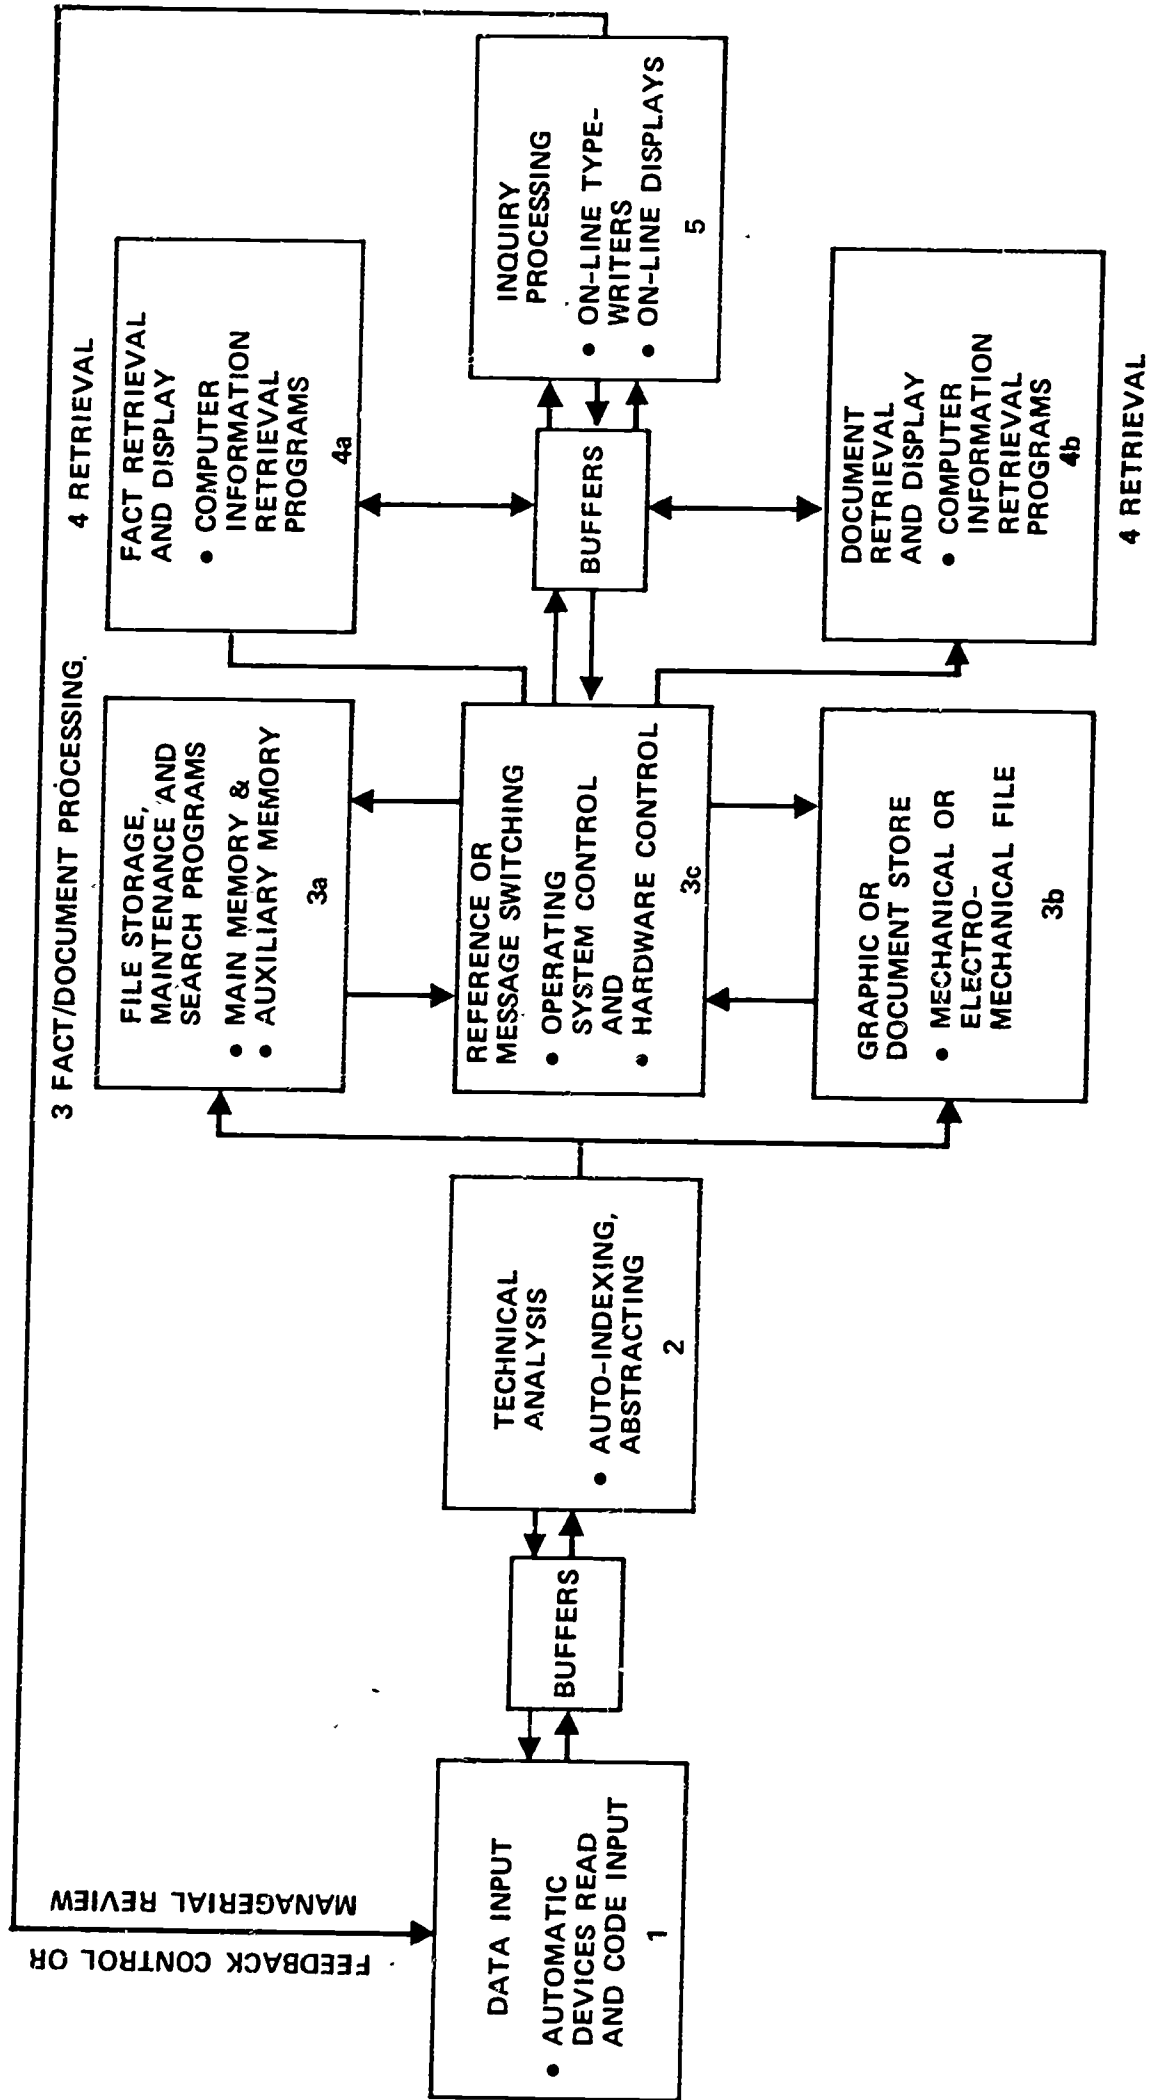 FEEDBACK CONTROL OR
MANAGERIAL REVIEW
DATA INPUT
• AUTOMATIC
DEVICES READ
AND CODE INPUT
1
BUFFERS
TECHNICAL
ANALYSIS
• AUTO-INDEXING,
ABSTRACTING
2
3 FACT/DOCUMENT PROCESSING.
FILE STORAGE,
MAINTENANCE AND
SEARCH PROGRAMS
• MAIN MEMORY &
• AUXILIARY MEMORY
3a
REFERENCE OR
MESSAGE SWITCHING
• OPERATING
SYSTEM CONTROL
AND
• HARDWARE CONTROL
3c
GRAPHIC OR
DOCUMENT STORE
• MECHANICAL OR
ELECTRO-
MECHANICAL FILE
3b
4 RETRIEVAL
FACT RETRIEVAL
AND DISPLAY
• COMPUTER
INFORMATION
RETRIEVAL
PROGRAMS
4a
BUFFERS
DOCUMENT
RETRIEVAL
AND DISPLAY
• COMPUTER
INFORMATION
RETRIEVAL
PROGRAMS
4b
4 RETRIEVAL
INQUIRY
PROCESSING
• ON-LINE TYPE-
WRITERS
• ON-LINE DISPLAYS
5